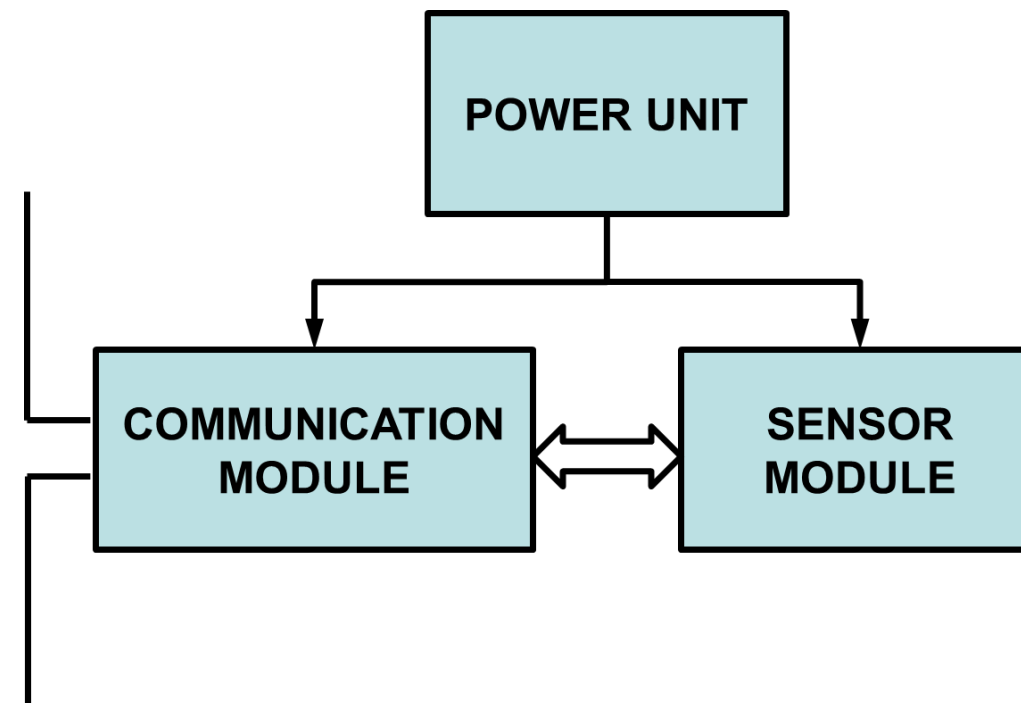 POWER UNIT
COMMUNICATION
MODULE
SENSOR
MODULE